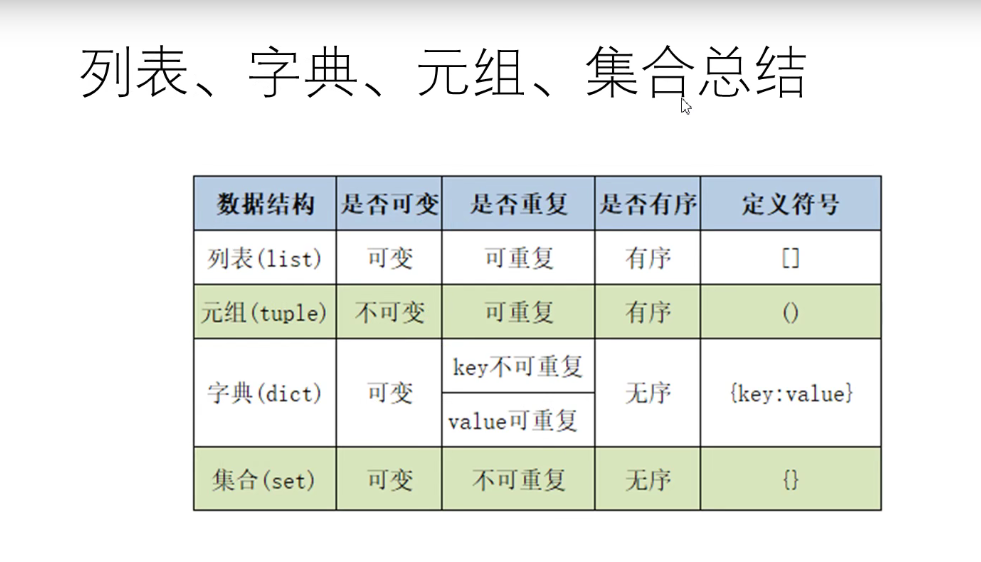 列表、字典、元组、集合总结
数据结构 是否可变 是否重复 是否有序 定义符号
列表(list) 可变 可重复 有序 []
元组(tuple) 不可变 可重复 有序 ()
字典(dict) 可变 key不可重复 无序 {key:value}
value可重复
集合(set) 可变 不可重复 无序 {}